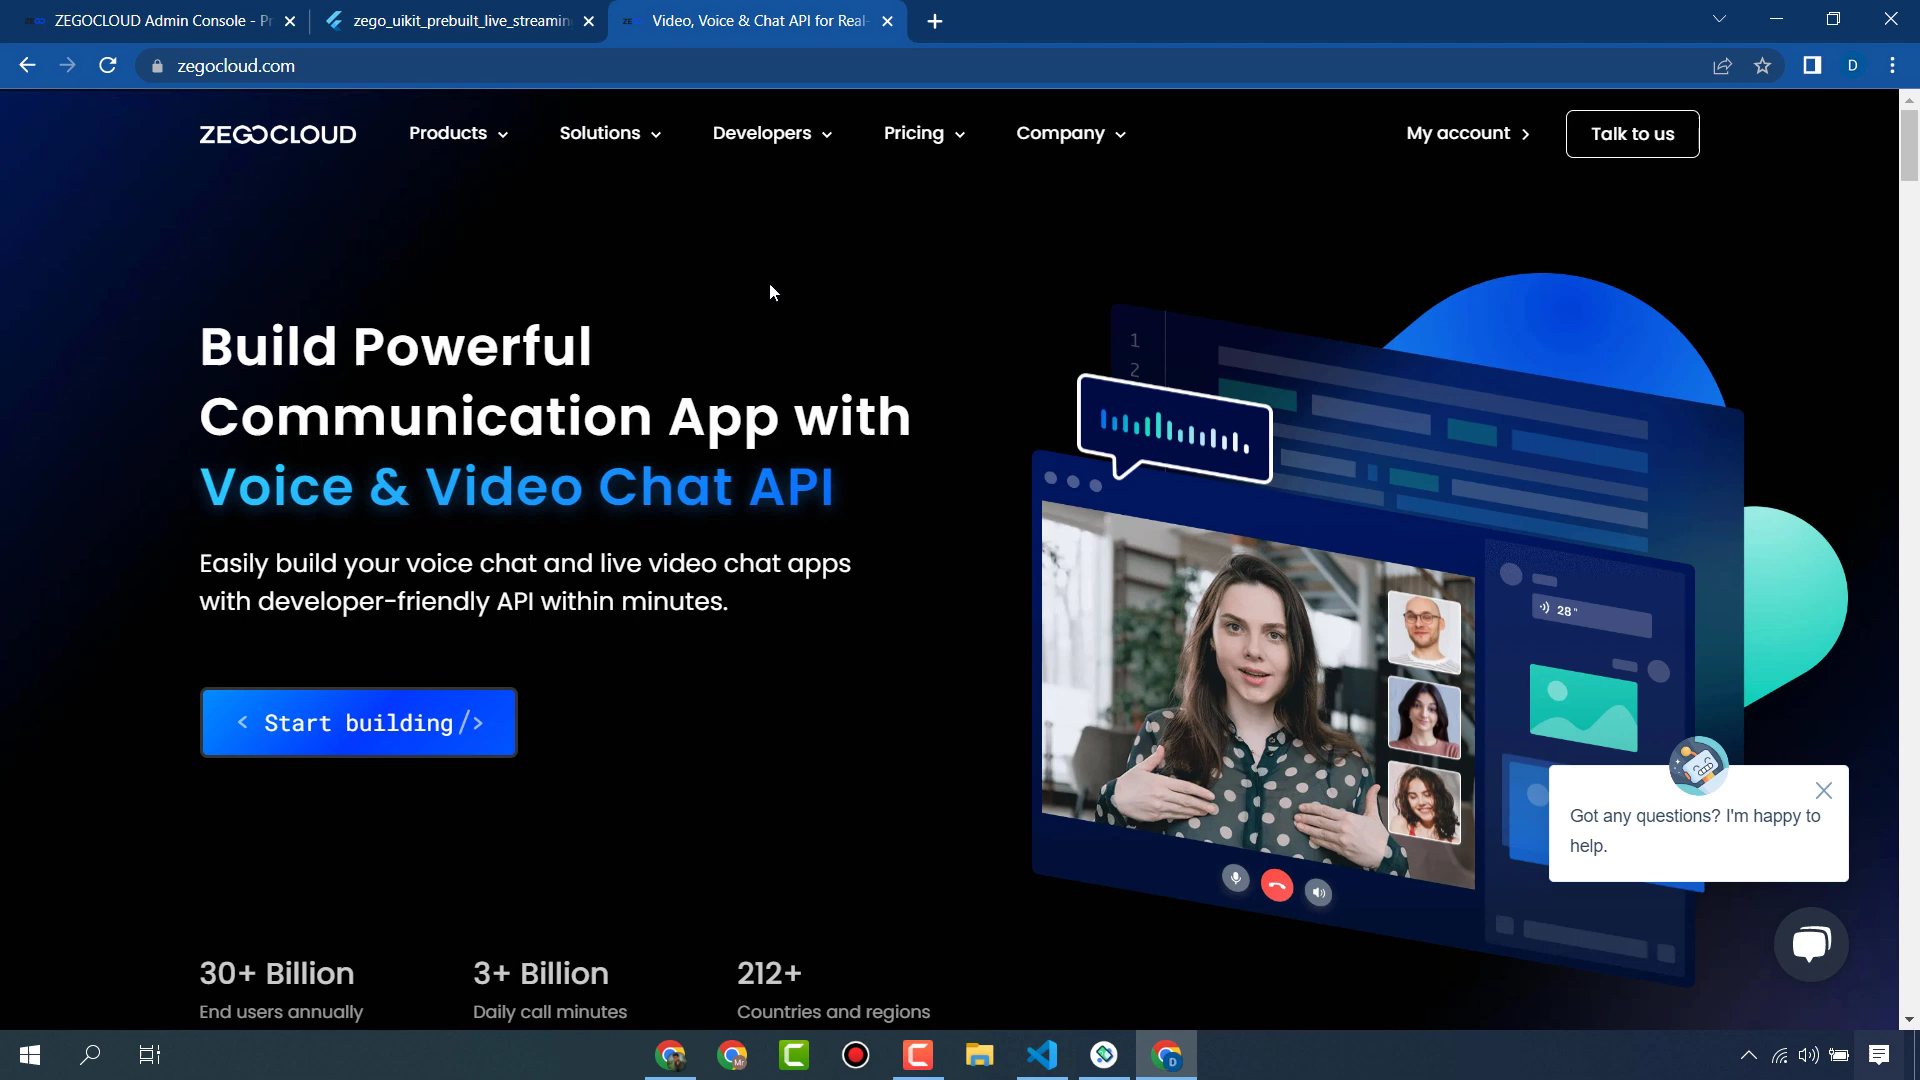 ZEGOCLOUD Admin Console - Pr
zego_uikit_prebuilt_live_streamin
Video, Voice & Chat API for Real-
zegocloud.com
D
ZEGOCLOUD
Products
Solutions
Developers
Pricing
Company
My account
Talk to us
Build Powerful
Communication App with
Voice & Video Chat API
Easily build your voice chat and live video chat apps
with developer-friendly API within minutes.
< Start building/>
1
2
28"
Got any questions? I'm happy to
help.
30+ Billion
End users annually
3+ Billion
Daily call minutes
212+
Countries and regions
Mr
D